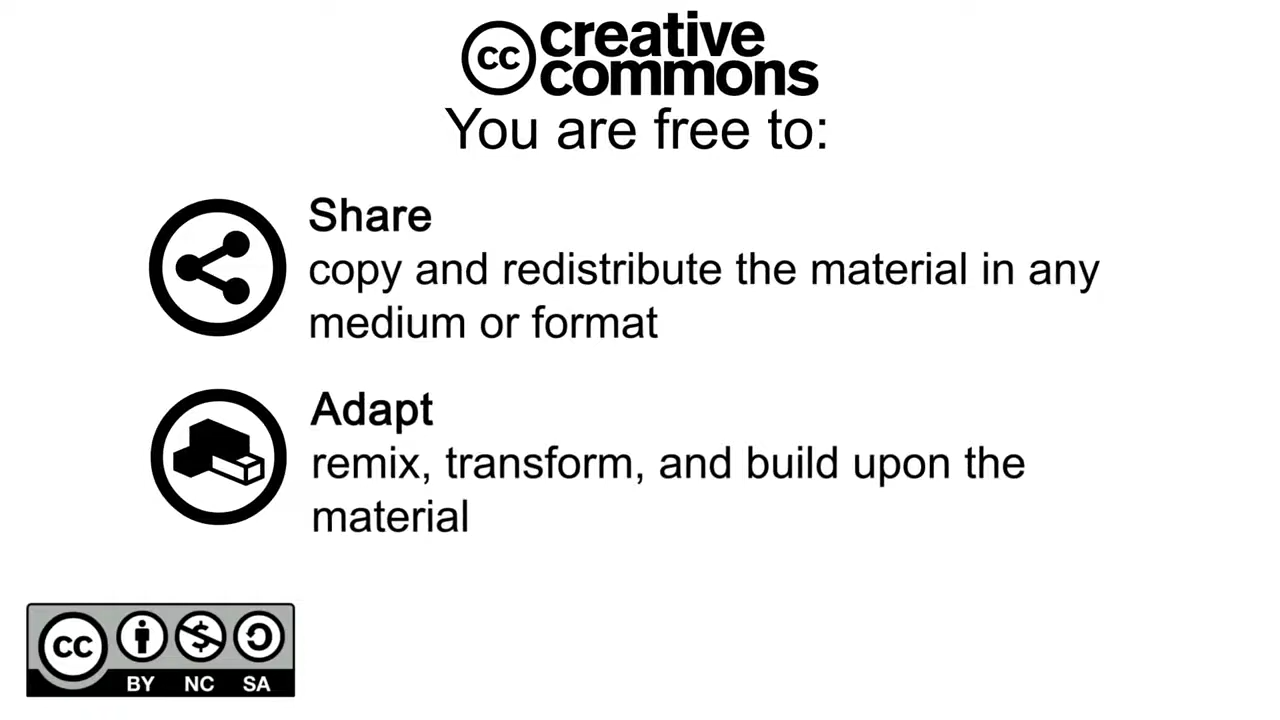 cc creative
commons
You are free to:
Share
copy and redistribute the material in any
medium or format
Adapt
remix, transform, and build upon the
material
cc
BY NC SA